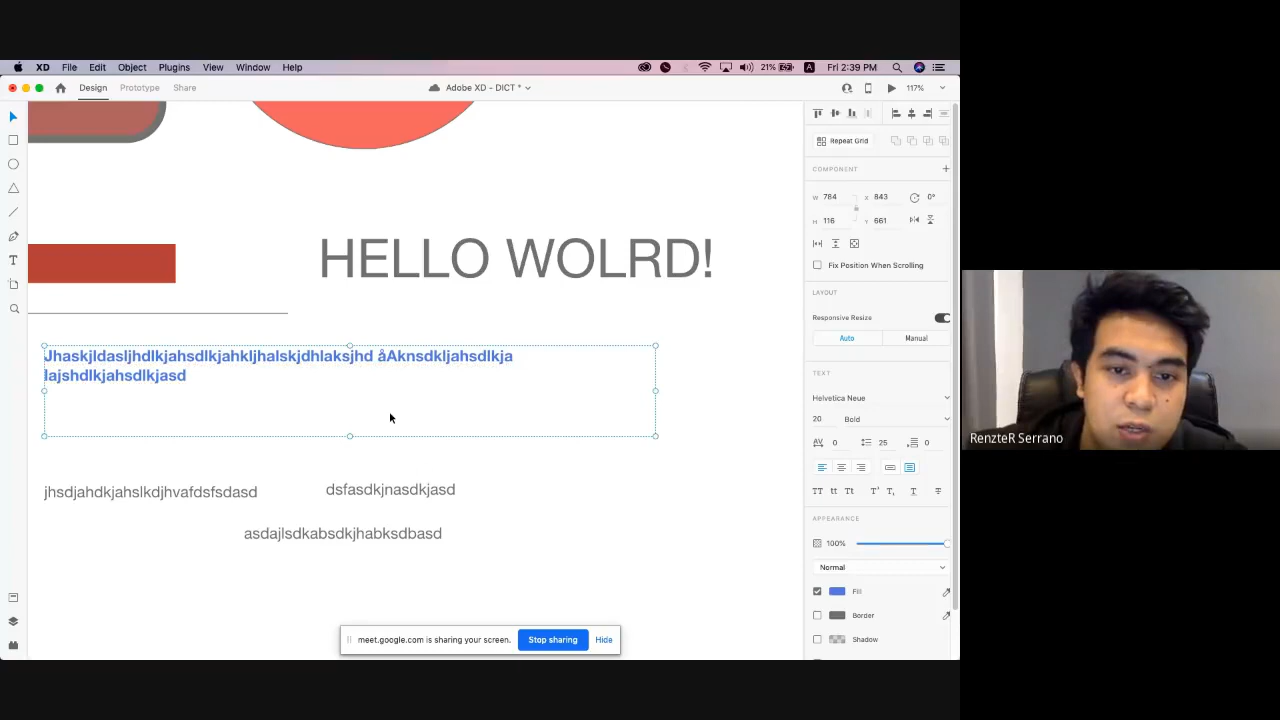 XD File Edit Object Plugins View Window Help
21% Fri 2:39 PM
Design Prototype Share
Adobe XD - DICT *
117%
Repeat Grid
COMPONENT
W 784 X 843 0°
H 116 Y 661
Fix Position When Scrolling
LAYOUT
Responsive Resize
Auto Manual
TEXT
Helvetica Neue
20 Bold
0 25 0
TT tt Tt
APPEARANCE
100%
Normal
Fill
Border
Shadow
HELLO WOLRD!
Jhaskjldasljhdlkjahsdlkjahkljhalskjdhlaksjhd åAknsdkljahsdlkja
lajshdlkjahsdlkjasd
jhsdjahdkjahslkdjhvafdsfsdasd
dsfasdkjnasdkjasd
asdajlsdkabsdkjhabksdbasd
meet.google.com is sharing your screen. Stop sharing Hide
RenzteR Serrano